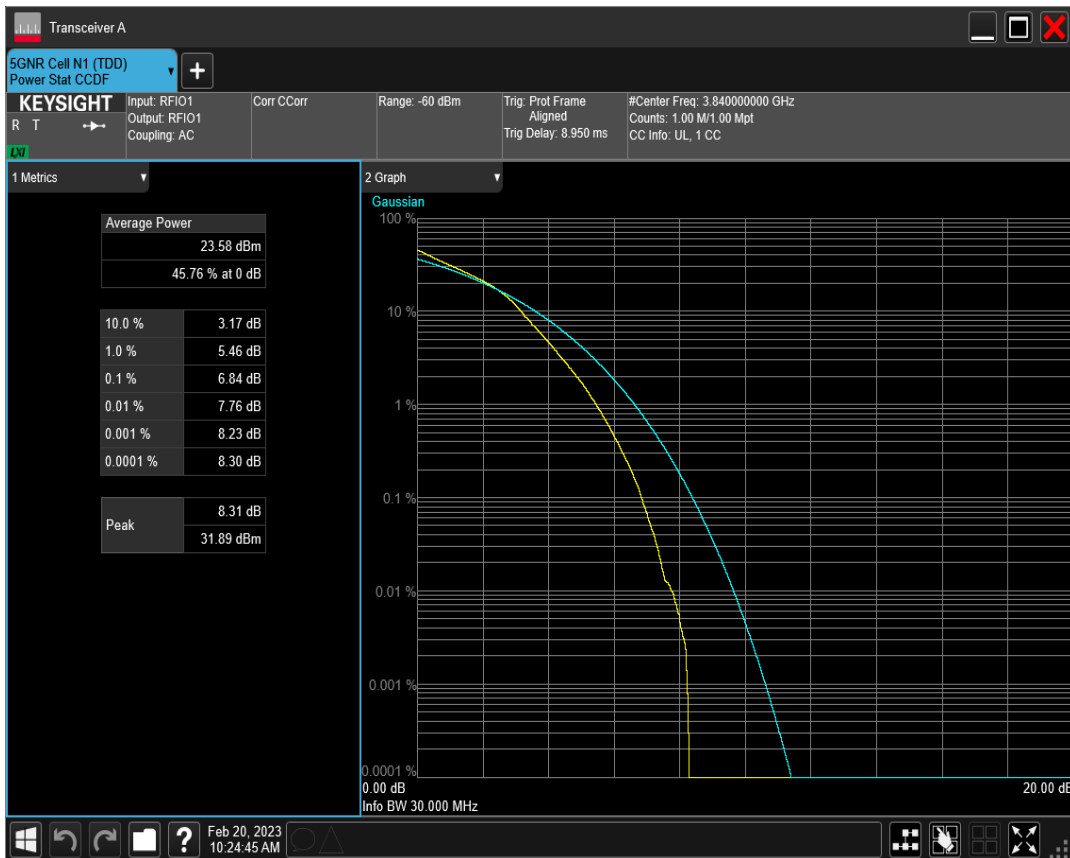 Transceiver A
5GNR Cell N1 (TDD)
Power Stat CCDF
KEYSIGHT
R T
LXI
Input: RFIO1
Output: RFIO1
Coupling: AC
Corr CCorr
Range: -60 dBm
Trig: Prot Frame
Aligned
Trig Delay: 8.950 ms
#Center Freq: 3.840000000 GHz
Counts: 1.00 M/1.00 Mpt
CC Info: UL, 1 CC
1 Metrics
Average Power
23.58 dBm
45.76 % at 0 dB
10.0 % 3.17 dB
1.0 % 5.46 dB
0.1 % 6.84 dB
0.01 % 7.76 dB
0.001 % 8.23 dB
0.0001 % 8.30 dB
Peak 8.31 dB
31.89 dBm
2 Graph
Gaussian
100 %
10 %
1 %
0.1 %
0.01 %
0.001 %
0.0001 %
0.00 dB 20.00 dB
Info BW 30.000 MHz
?
Feb 20, 2023
10:24:45 AM